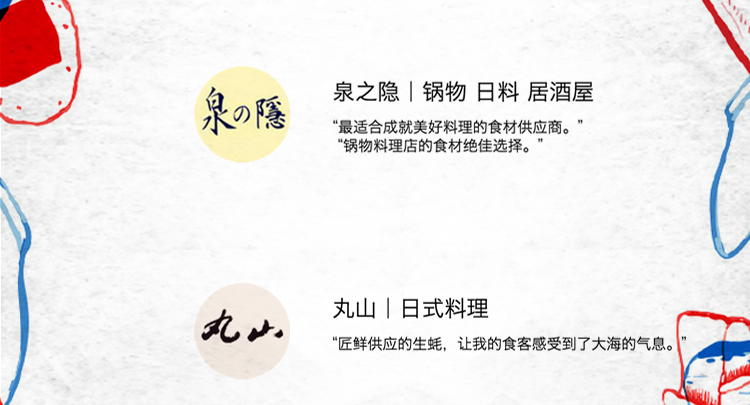 泉の隠
泉之隐｜锅物 日料 居酒屋
“最适合成就美好料理的食材供应商。”
“锅物料理店的食材绝佳选择。”
丸山
丸山｜日式料理
“匠鲜供应的生蚝，让我的食客感受到了大海的气息。”